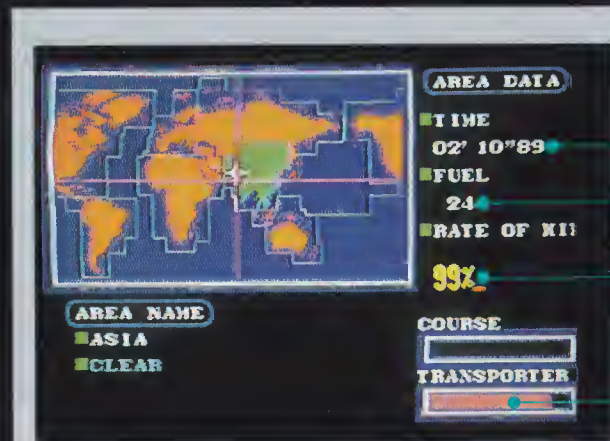 AREA DATA
TIME
02' 10"89
FUEL
24
RATE OF
99%
AREA NAME
ASIA
CLEAR
COURSE
TRANSPORTER